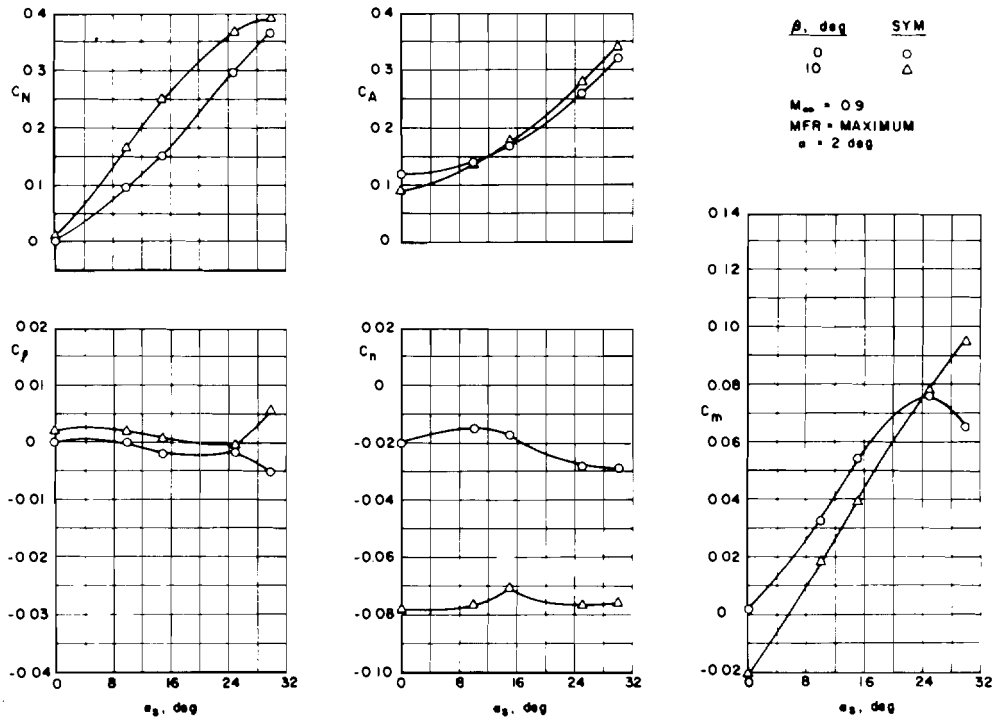 β, deg SYM
0
10
M∞ = 0.9
MFR = MAXIMUM
α = 2 deg
C_N
0.4
0.3
0.2
0.1
0
C_A
0.4
0.3
0.2
0.1
0
C_ℓ
0.02
0.01
0
-0.01
-0.02
-0.03
-0.04
0 8 16 24 32
α_s, deg
C_n
0.02
0
-0.02
-0.04
-0.06
-0.08
-0.10
0 8 16 24 32
α_s, deg
C_m
0.14
0.12
0.10
0.08
0.06
0.04
0.02
0
-0.02
0 8 16 24 32
α_s, deg